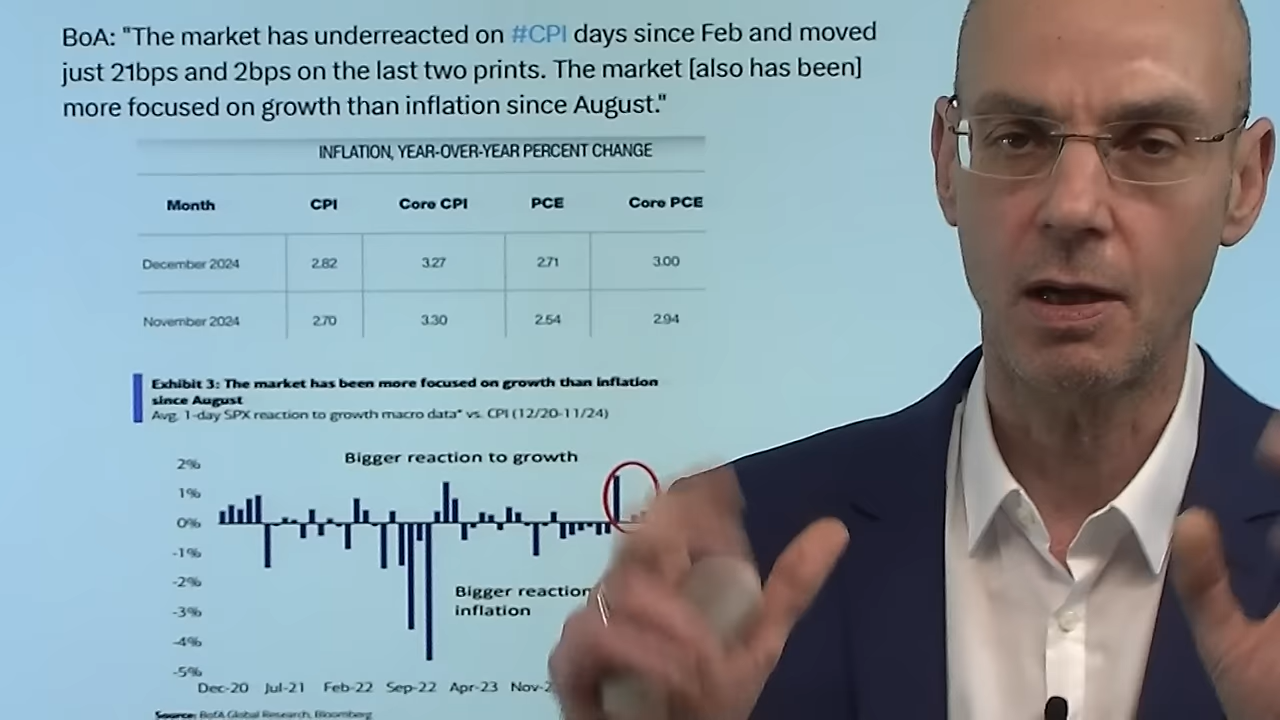 BoA: "The market has underreacted on #CPI days since Feb and moved
just 21bps and 2bps on the last two prints. The market [also has been]
more focused on growth than inflation since August."
INFLATION, YEAR-OVER-YEAR PERCENT CHANGE
Month CPI Core CPI PCE Core PCE
December 2024 2.82 3.27 2.71 3.00
November 2024 2.70 3.30 2.54 2.94
Exhibit 3: The market has been more focused on growth than inflation
since August
Avg. 1-day SPX reaction to growth macro data* vs. CPI (12/20-11/24)
Bigger reaction to growth
2%
1%
0%
-1%
-2%
-3%
-4%
-5%
Bigger reaction
inflation
Dec-20 Jul-21 Feb-22 Sep-22 Apr-23
Source: BofA Global Research, Bloomberg